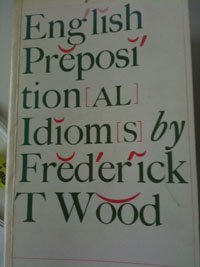 English
Preposi
tion[AL]
Idiom[S] by
Frederick
T Wood